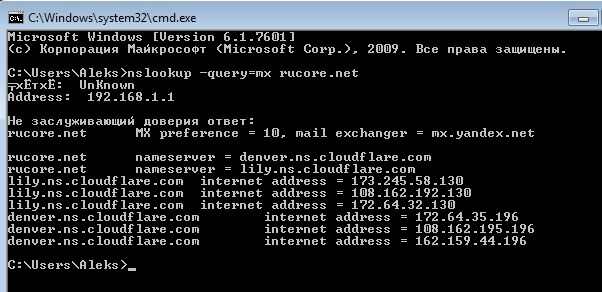 C:\Windows\system32\cmd.exe
Microsoft Windows [Version 6.1.7601]
(c) Корпорация Майкрософт (Microsoft Corp.), 2009. Все права защищены.
C:\Users\Aleks>nslookup -query=mx rucore.net
╤хЁтхЁ:  UnKnown
Address:  192.168.1.1
Не заслуживающий доверия ответ:
rucore.net      MX preference = 10, mail exchanger = mx.yandex.net
rucore.net      nameserver = denver.ns.cloudflare.com
rucore.net      nameserver = lily.ns.cloudflare.com
lily.ns.cloudflare.com  internet address = 173.245.58.130
lily.ns.cloudflare.com  internet address = 108.162.192.130
lily.ns.cloudflare.com  internet address = 172.64.32.130
denver.ns.cloudflare.com        internet address = 172.64.35.196
denver.ns.cloudflare.com        internet address = 108.162.195.196
denver.ns.cloudflare.com        internet address = 162.159.44.196
C:\Users\Aleks>_